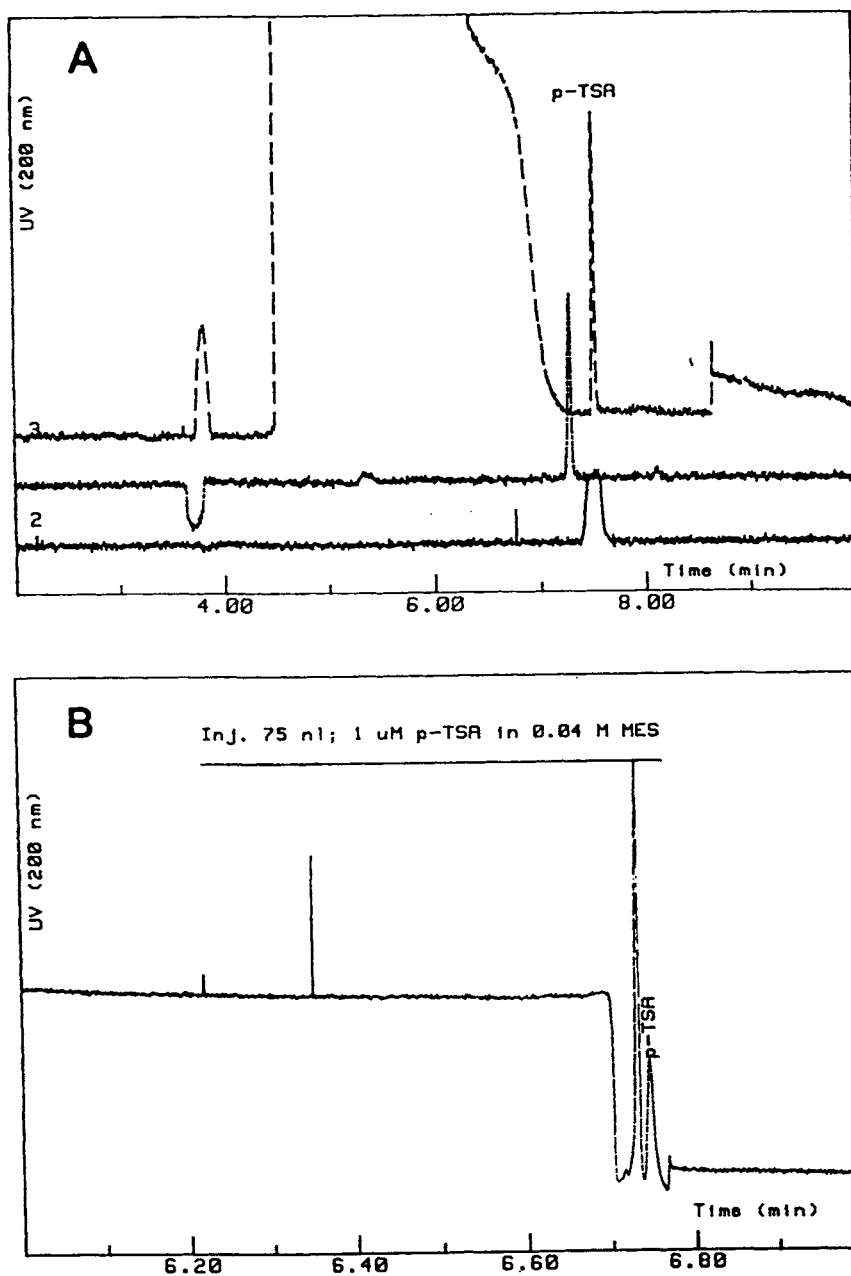 A
p-TSA
UV (200 nm)
3
2
1
Time (min)
4.00 6.00 8.00
B
Inj. 75 nl; 1 uM p-TSA in 0.04 M MES
UV (200 nm)
p-TSA
Time (min)
6.20 6.40 6.60 6.80